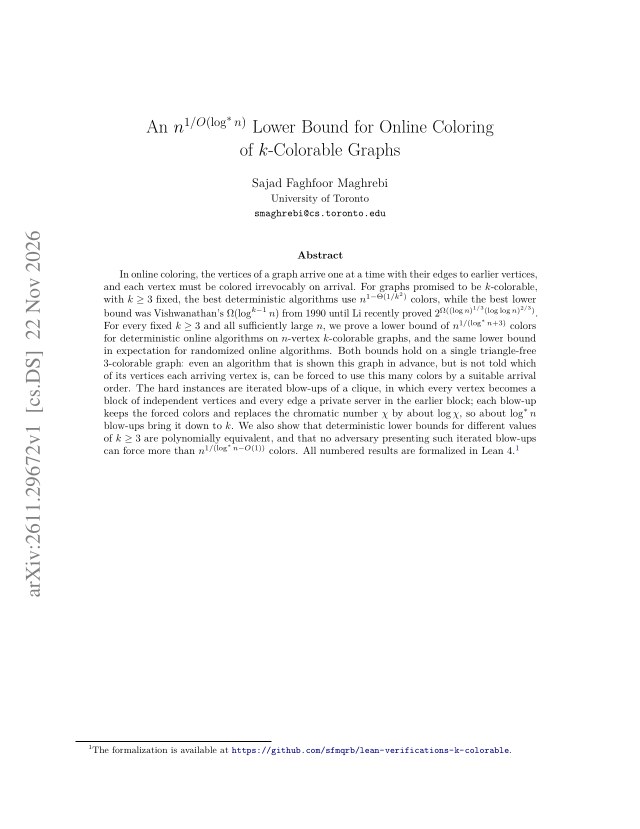 An n^{1/O(log* n)} Lower Bound for Online Coloring
of k-Colorable Graphs
Sajad Faghfoor Maghrebi
University of Toronto
smaghrebi@cs.toronto.edu
Abstract
In online coloring, the vertices of a graph arrive one at a time with their edges to earlier vertices,
and each vertex must be colored irrevocably on arrival. For graphs promised to be k-colorable,
with k ≥ 3 fixed, the best deterministic algorithms use n^{1−Θ(1/k²)} colors, while the best lower
bound was Vishwanathan's Ω(log^{k−1} n) from 1990 until Li recently proved 2^{Ω((log n)^{1/3}(log log n)^{2/3})}.
For every fixed k ≥ 3 and all sufficiently large n, we prove a lower bound of n^{1/(log* n+3)} colors
for deterministic online algorithms on n-vertex k-colorable graphs, and the same lower bound
in expectation for randomized online algorithms. Both bounds hold on a single triangle-free
3-colorable graph: even an algorithm that is shown this graph in advance, but is not told which
of its vertices each arriving vertex is, can be forced to use this many colors by a suitable arrival
order. The hard instances are iterated blow-ups of a clique, in which every vertex becomes a
block of independent vertices and every edge a private server in the earlier block; each blow-up
keeps the forced colors and replaces the chromatic number χ by about log χ, so about log* n
blow-ups bring it down to k. We also show that deterministic lower bounds for different values
of k ≥ 3 are polynomially equivalent, and that no adversary presenting such iterated blow-ups
can force more than n^{1/(log* n−O(1))} colors. All numbered results are formalized in Lean 4.¹
¹The formalization is available at https://github.com/sfmqrb/lean-verifications-k-colorable.
arXiv:2611.29672v1 [cs.DS] 22 Nov 2026